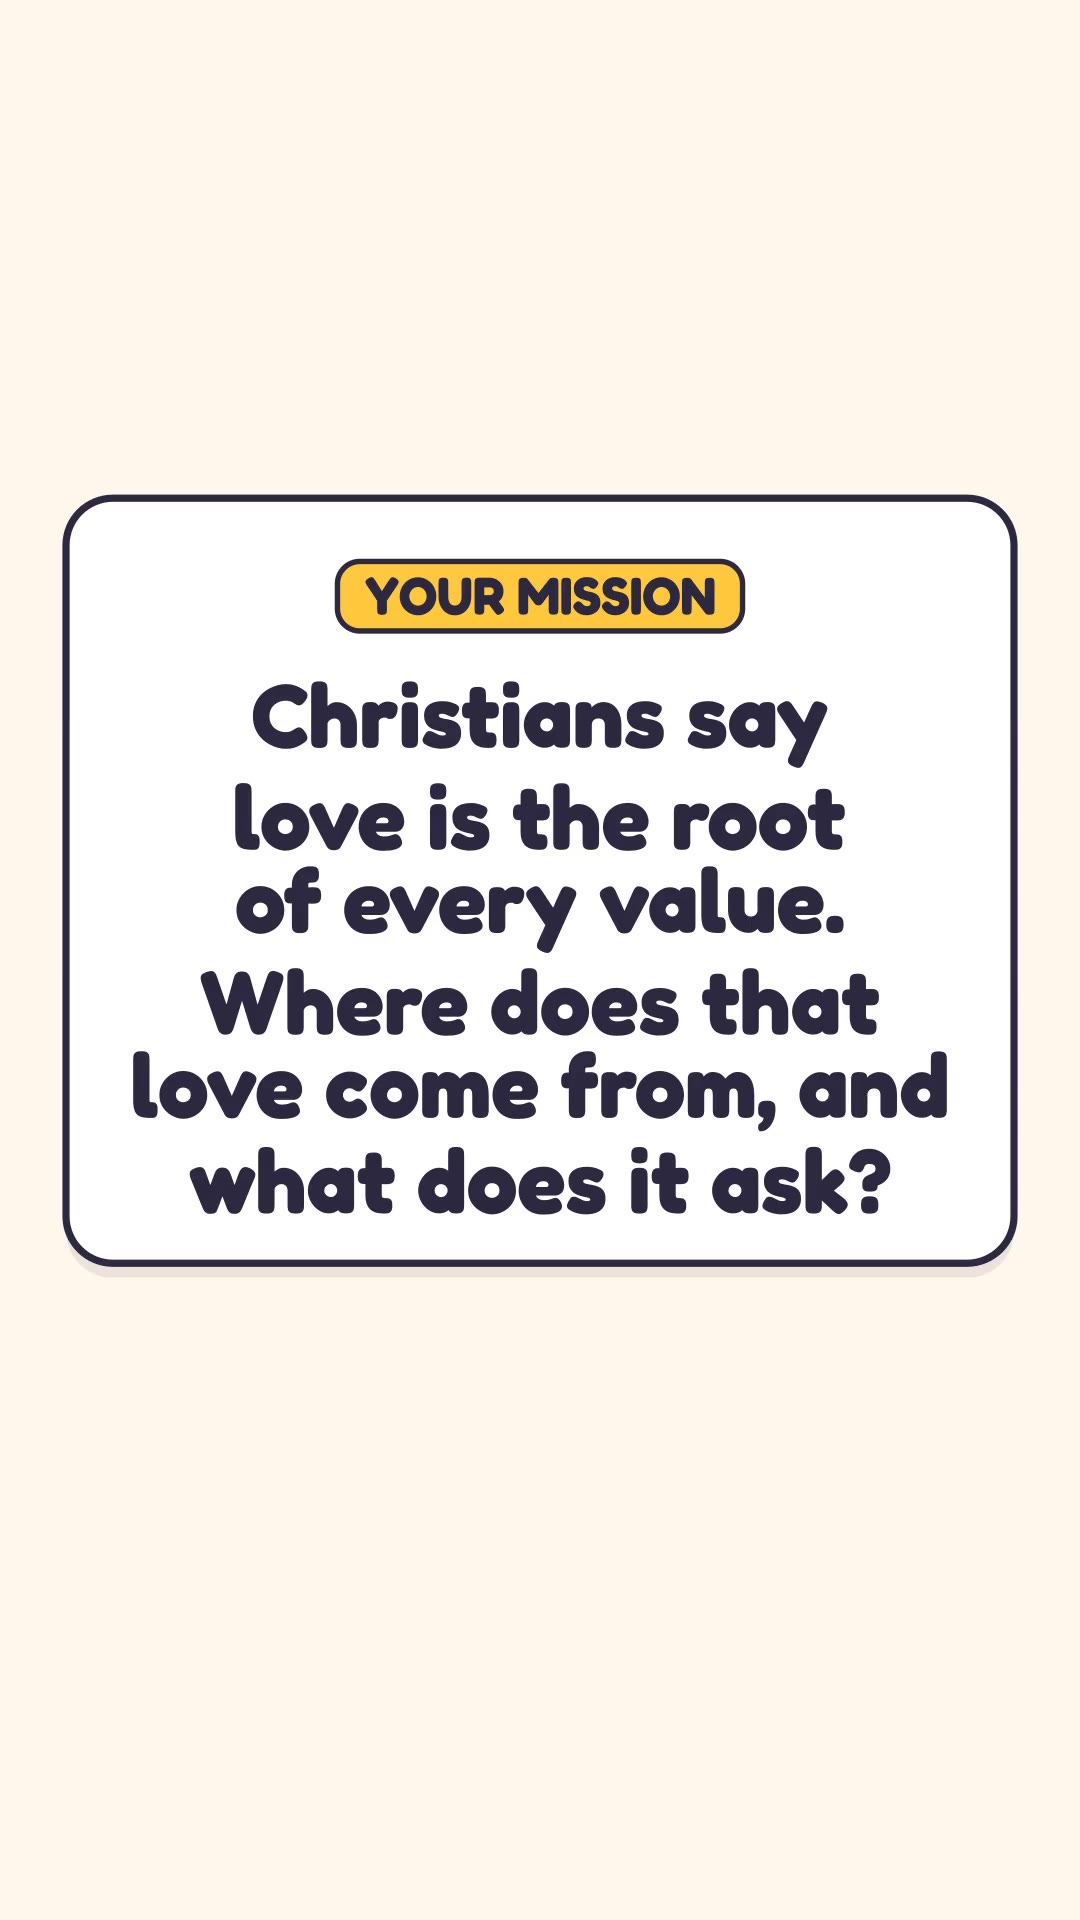 YOUR MISSION
Christians say
love is the root
of every value.
Where does that
love come from, and
what does it ask?